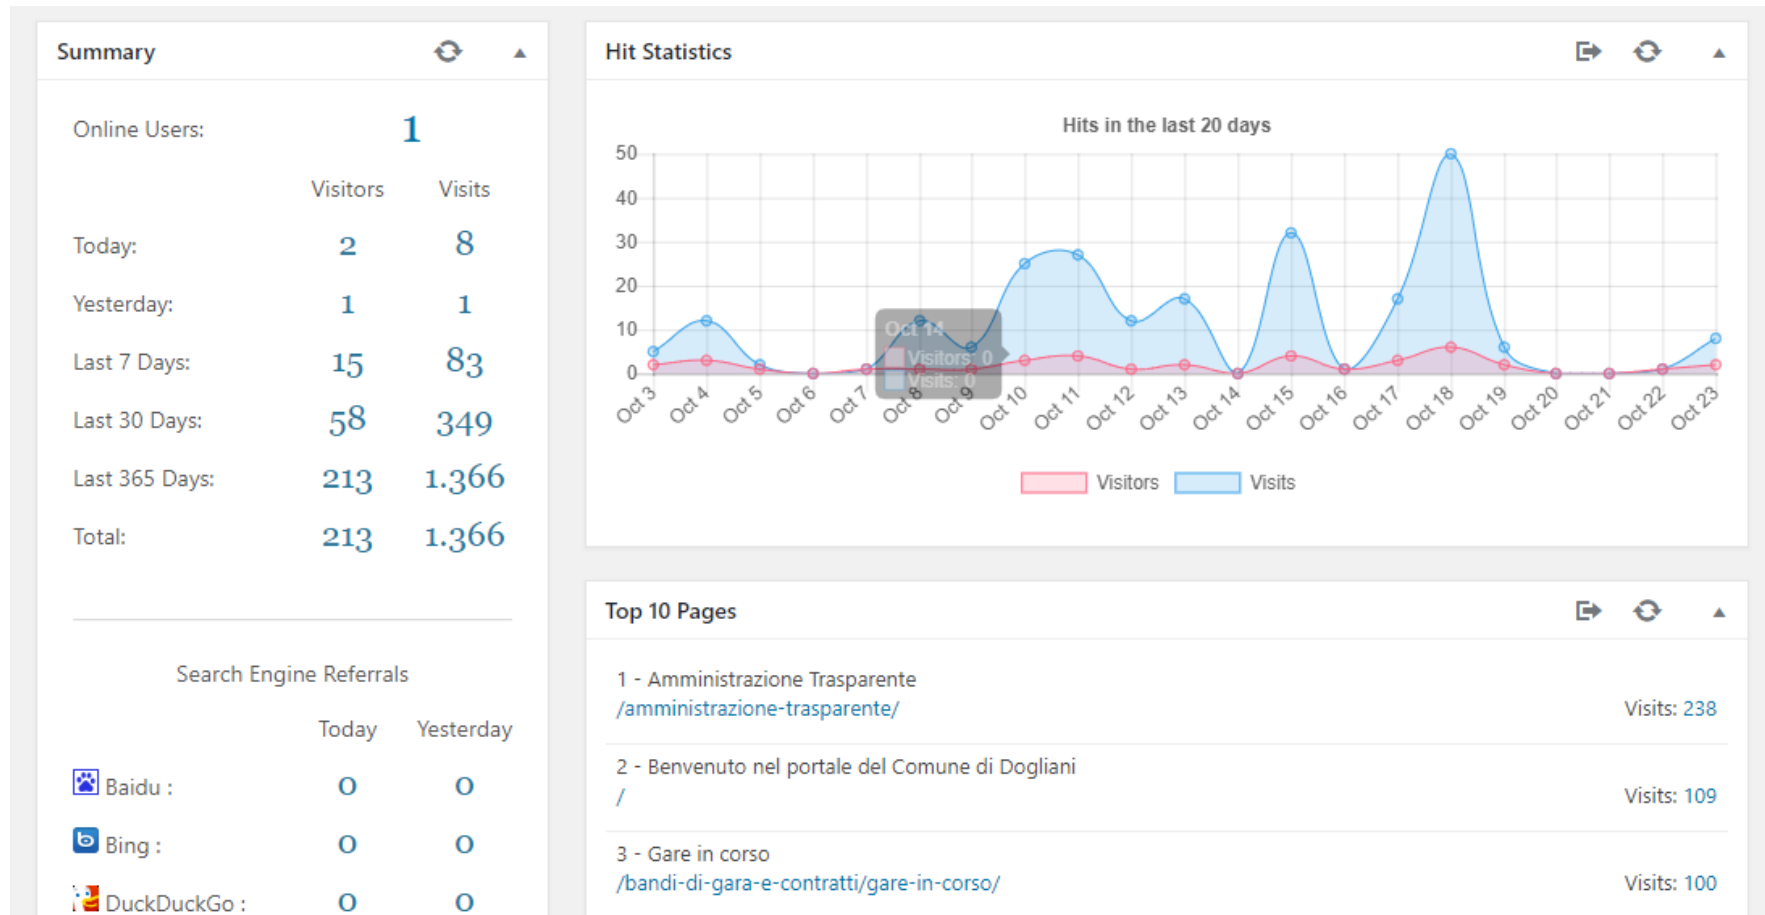 Summary
Online Users: 1
Visitors Visits
Today: 2 8
Yesterday: 1 1
Last 7 Days: 15 83
Last 30 Days: 58 349
Last 365 Days: 213 1.366
Total: 213 1.366
Search Engine Referrals
Today Yesterday
Baidu : 0 0
Bing : 0 0
DuckDuckGo : 0 0
Hit Statistics
Hits in the last 20 days
50
40
30
20
10
0
Oct 14
Visitors: 0
Visits: 0
Oct 3 Oct 4 Oct 5 Oct 6 Oct 7 Oct 8 Oct 9 Oct 10 Oct 11 Oct 12 Oct 13 Oct 14 Oct 15 Oct 16 Oct 17 Oct 18 Oct 19 Oct 20 Oct 21 Oct 22 Oct 23
Visitors Visits
Top 10 Pages
1 - Amministrazione Trasparente
/amministrazione-trasparente/ Visits: 238
2 - Benvenuto nel portale del Comune di Dogliani
/ Visits: 109
3 - Gare in corso
/bandi-di-gara-e-contratti/gare-in-corso/ Visits: 100